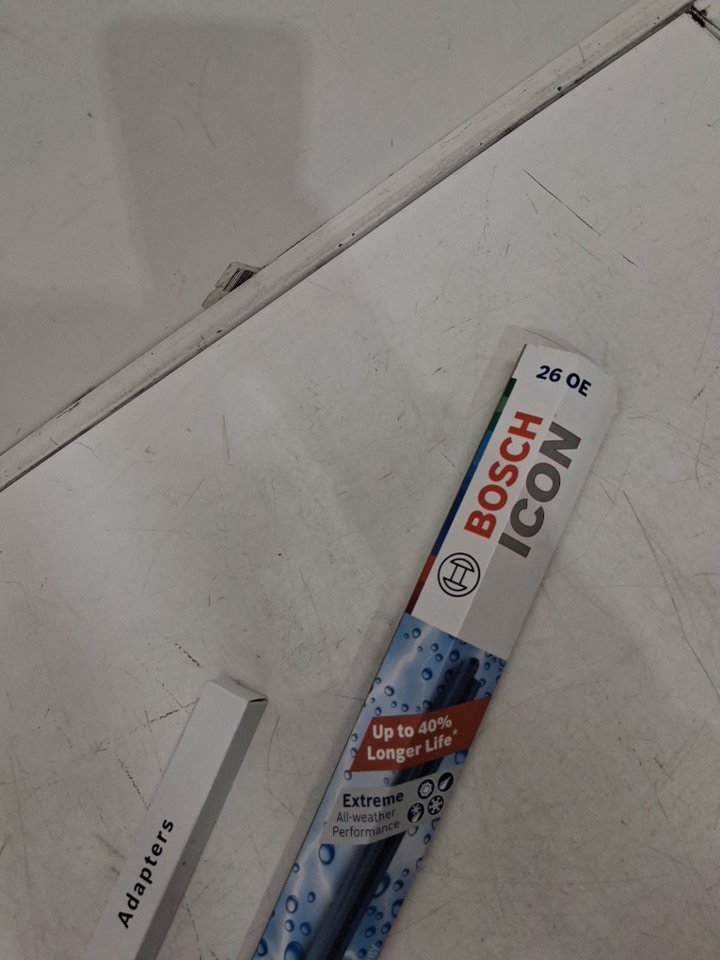 26 OE
BOSCH
ICON
Up to 40%
Longer Life*
Extreme
All-weather
Performance
Adapters